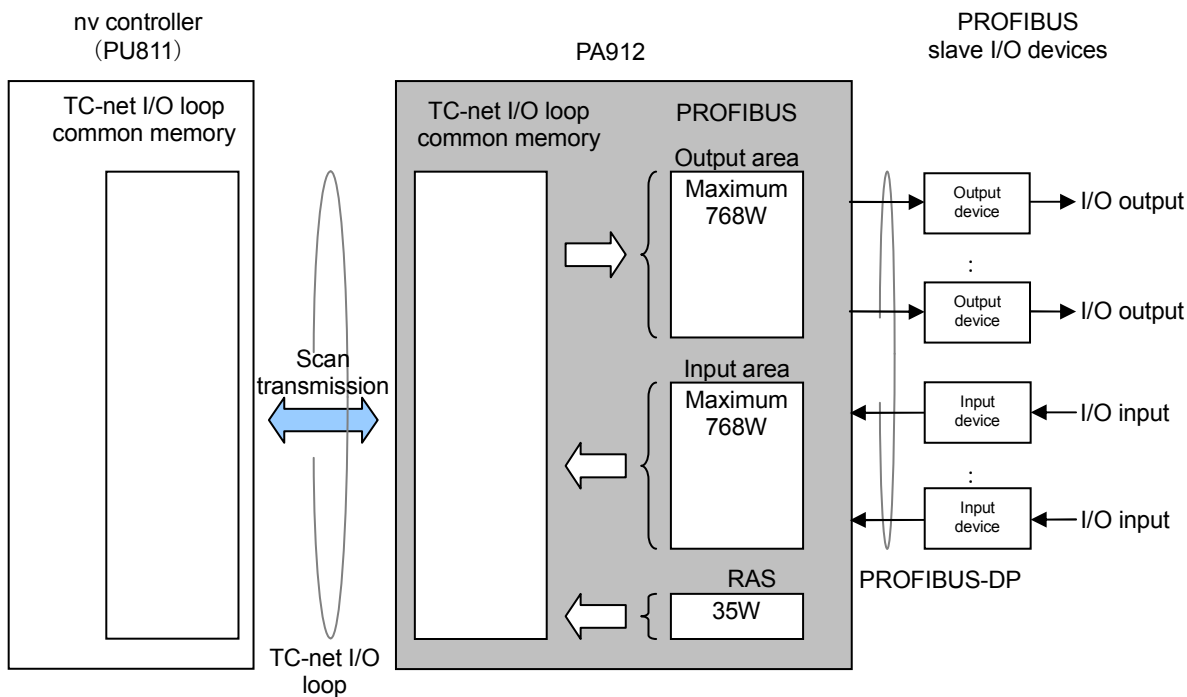 nv controller
（PU811）
TC-net I/O loop
common memory
Scan
transmission
TC-net I/O
loop
PA912
TC-net I/O loop
common memory
PROFIBUS
Output area
Maximum
768W
Input area
Maximum
768W
RAS
35W
PROFIBUS
slave I/O devices
Output
device
I/O output
:
Output
device
I/O output
Input
device
I/O input
:
Input
device
I/O input
PROFIBUS-DP